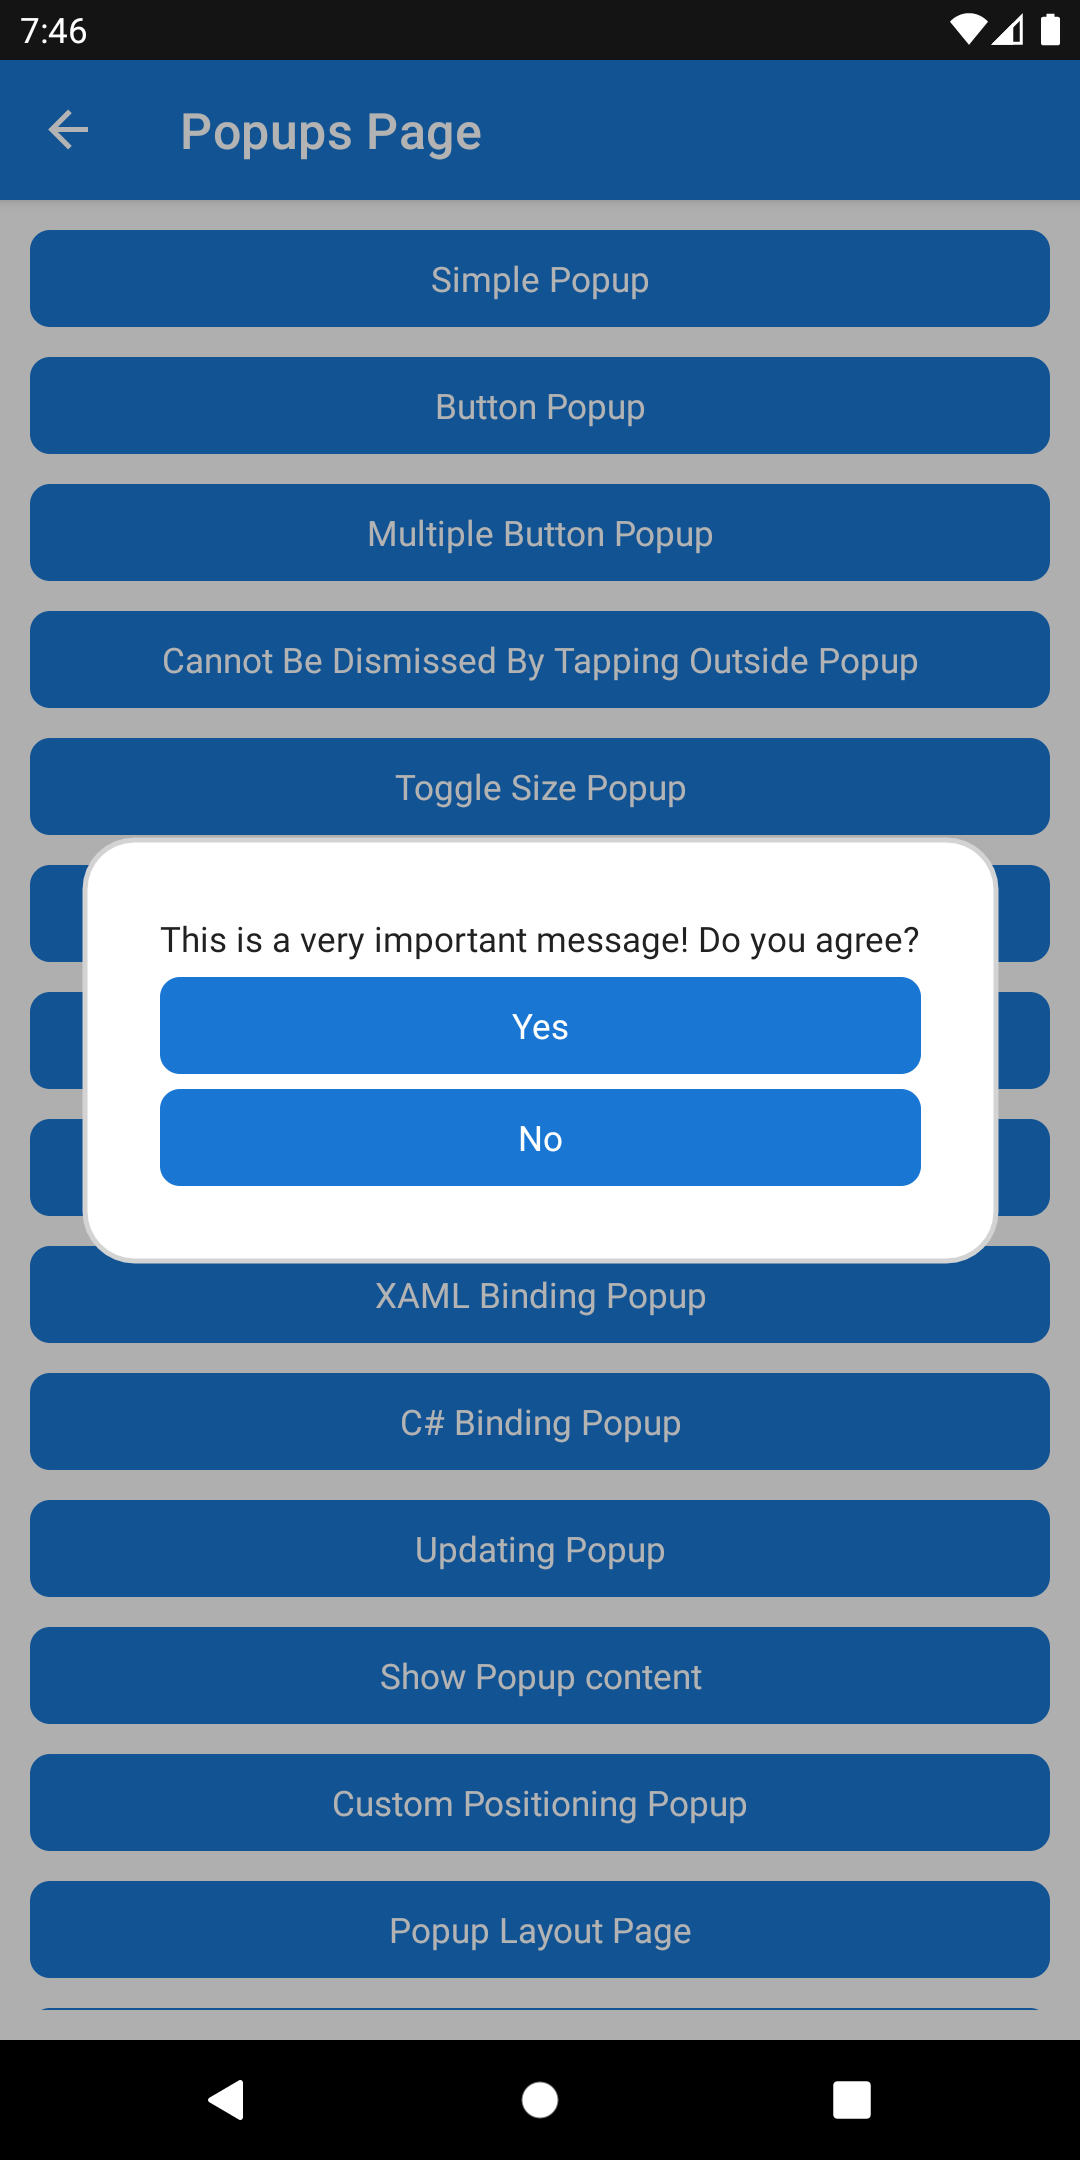 7:46
Popups Page
Simple Popup
Button Popup
Multiple Button Popup
Cannot Be Dismissed By Tapping Outside Popup
Toggle Size Popup
This is a very important message! Do you agree?
Yes
No
XAML Binding Popup
C# Binding Popup
Updating Popup
Show Popup content
Custom Positioning Popup
Popup Layout Page